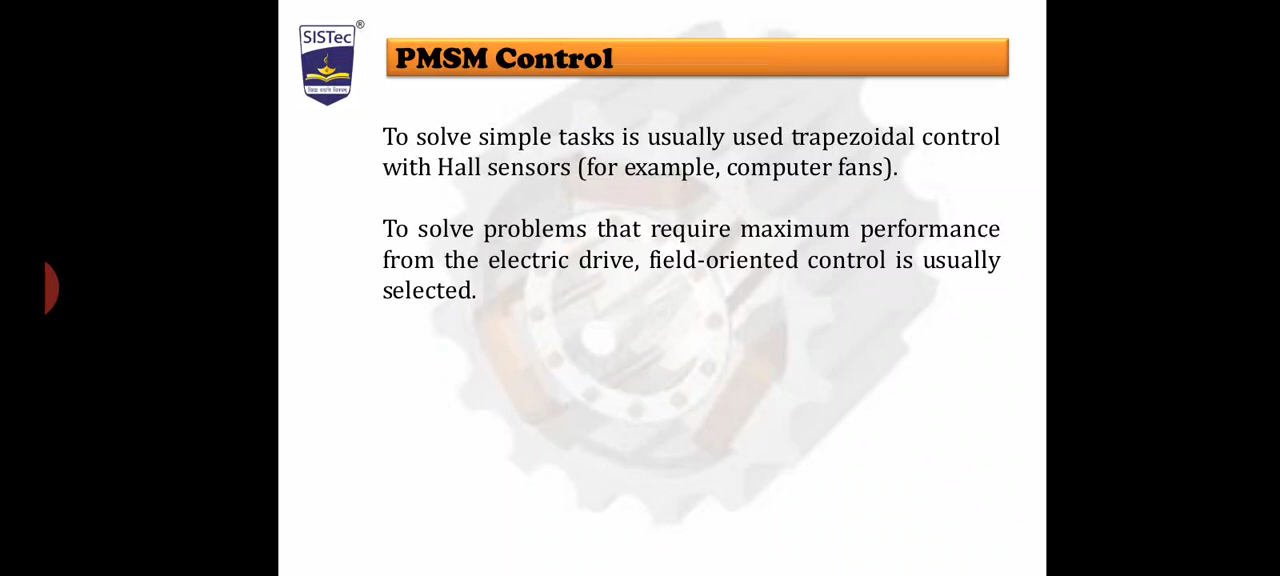 SISTec
®
PMSM Control
To solve simple tasks is usually used trapezoidal control
with Hall sensors (for example, computer fans).
To solve problems that require maximum performance
from the electric drive, field-oriented control is usually
selected.